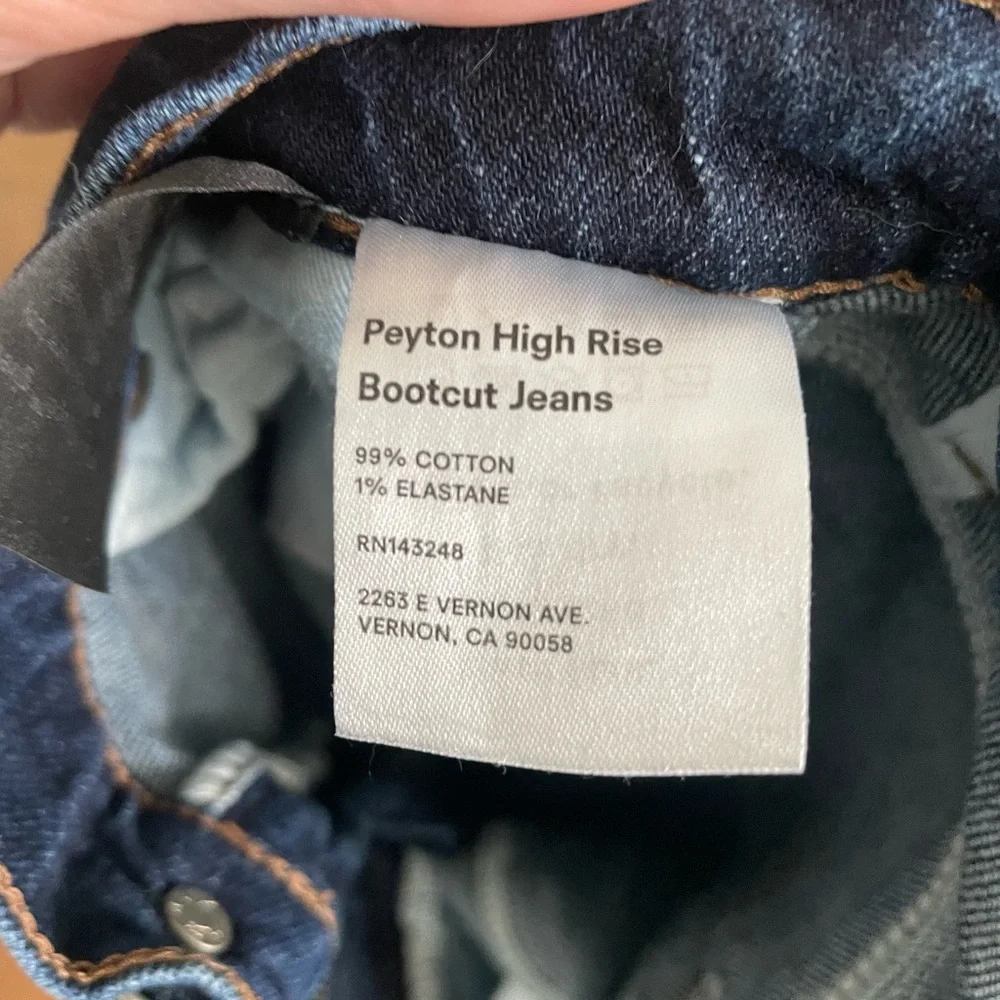 Peyton High Rise
Bootcut Jeans
99% COTTON
1% ELASTANE
RN143248
2263 E VERNON AVE.
VERNON, CA 90058